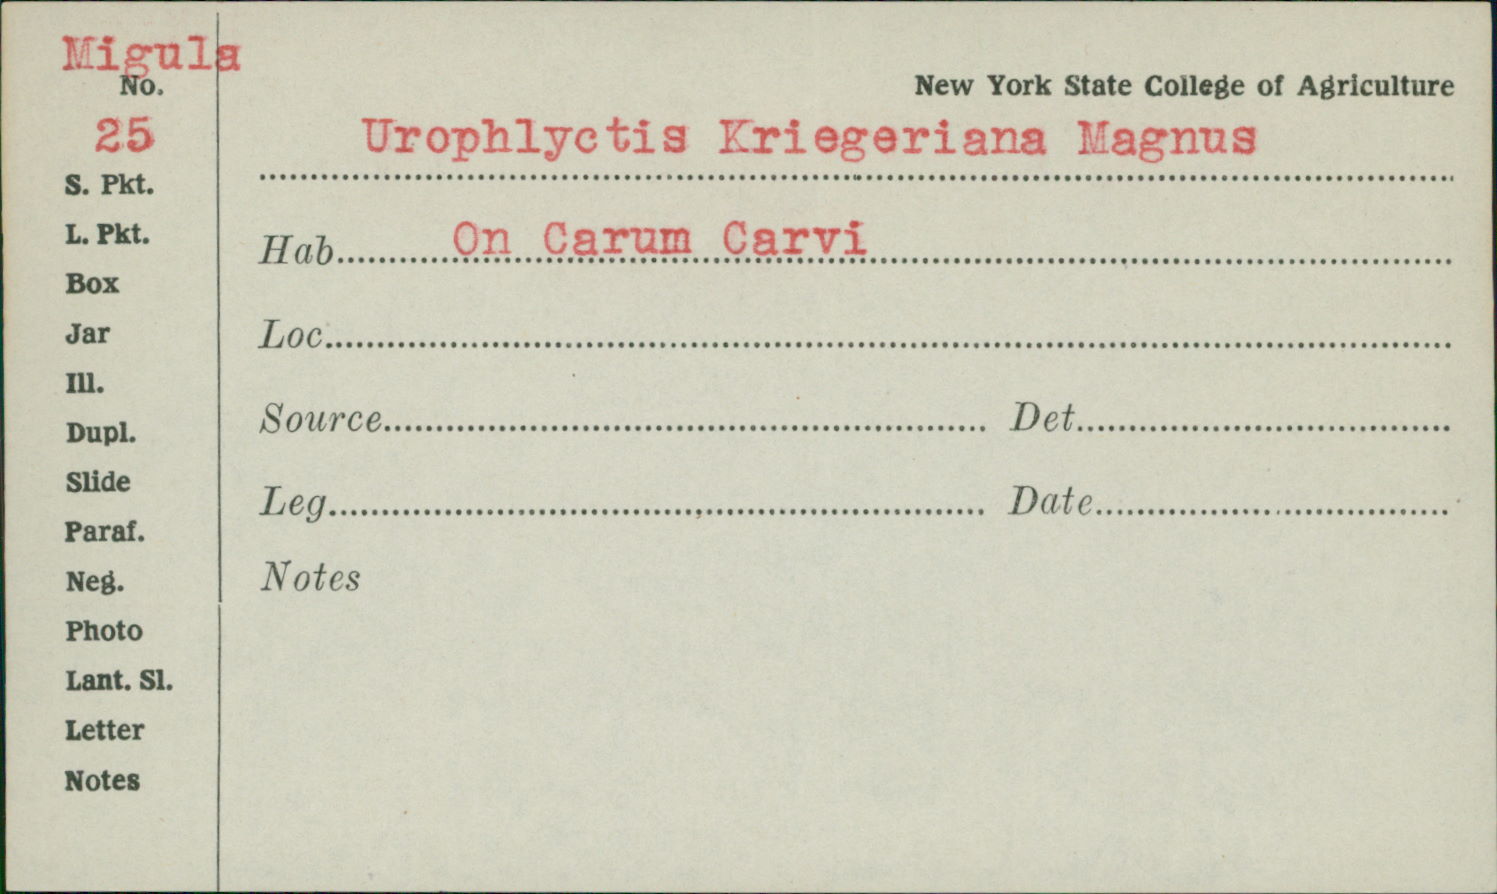 Migula
No.
25
S. Pkt.
L. Pkt.
Box
Jar
Ill.
Dupl.
Slide
Paraf.
Neg.
Photo
Lant. Sl.
Letter
Notes
New York State College of Agriculture
Urophlyctis Kriegeriana Magnus
Hab. On Carum Carvi
Loc.
Source Det.
Leg. Date
Notes